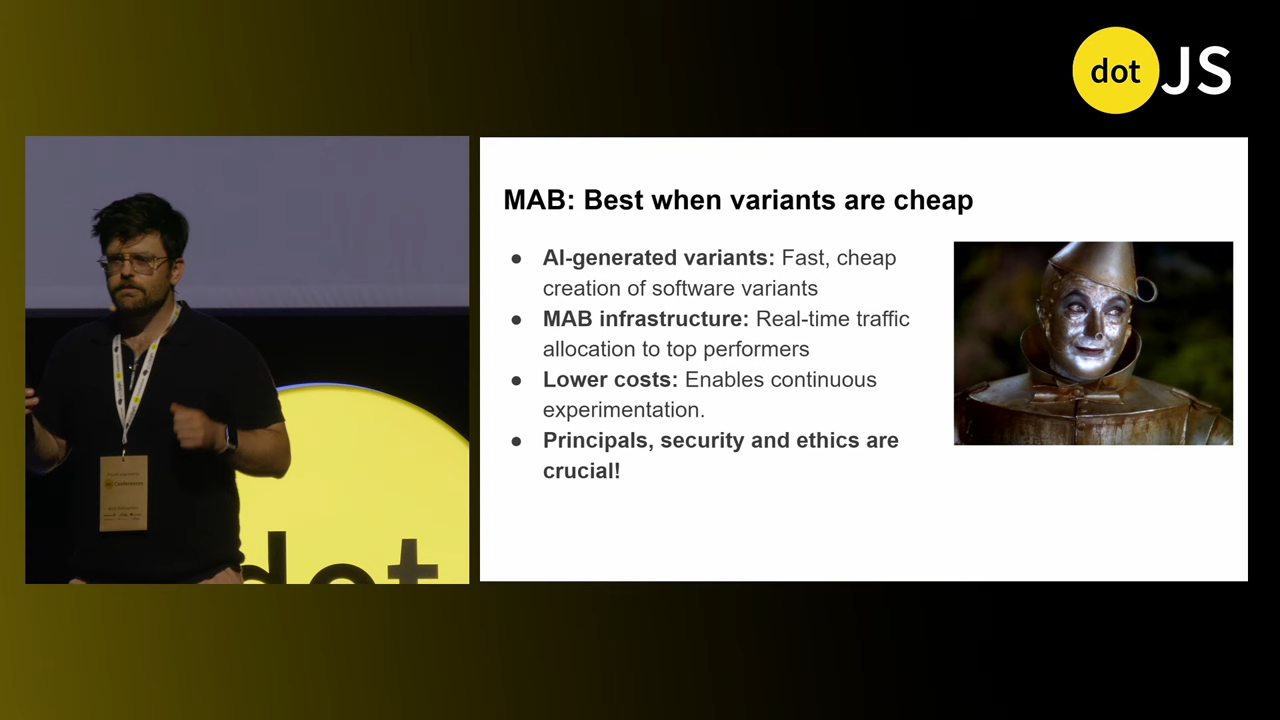 dot JS
MAB: Best when variants are cheap
● AI-generated variants: Fast, cheap
creation of software variants
● MAB infrastructure: Real-time traffic
allocation to top performers
● Lower costs: Enables continuous
experimentation.
● Principals, security and ethics are
crucial!
dot